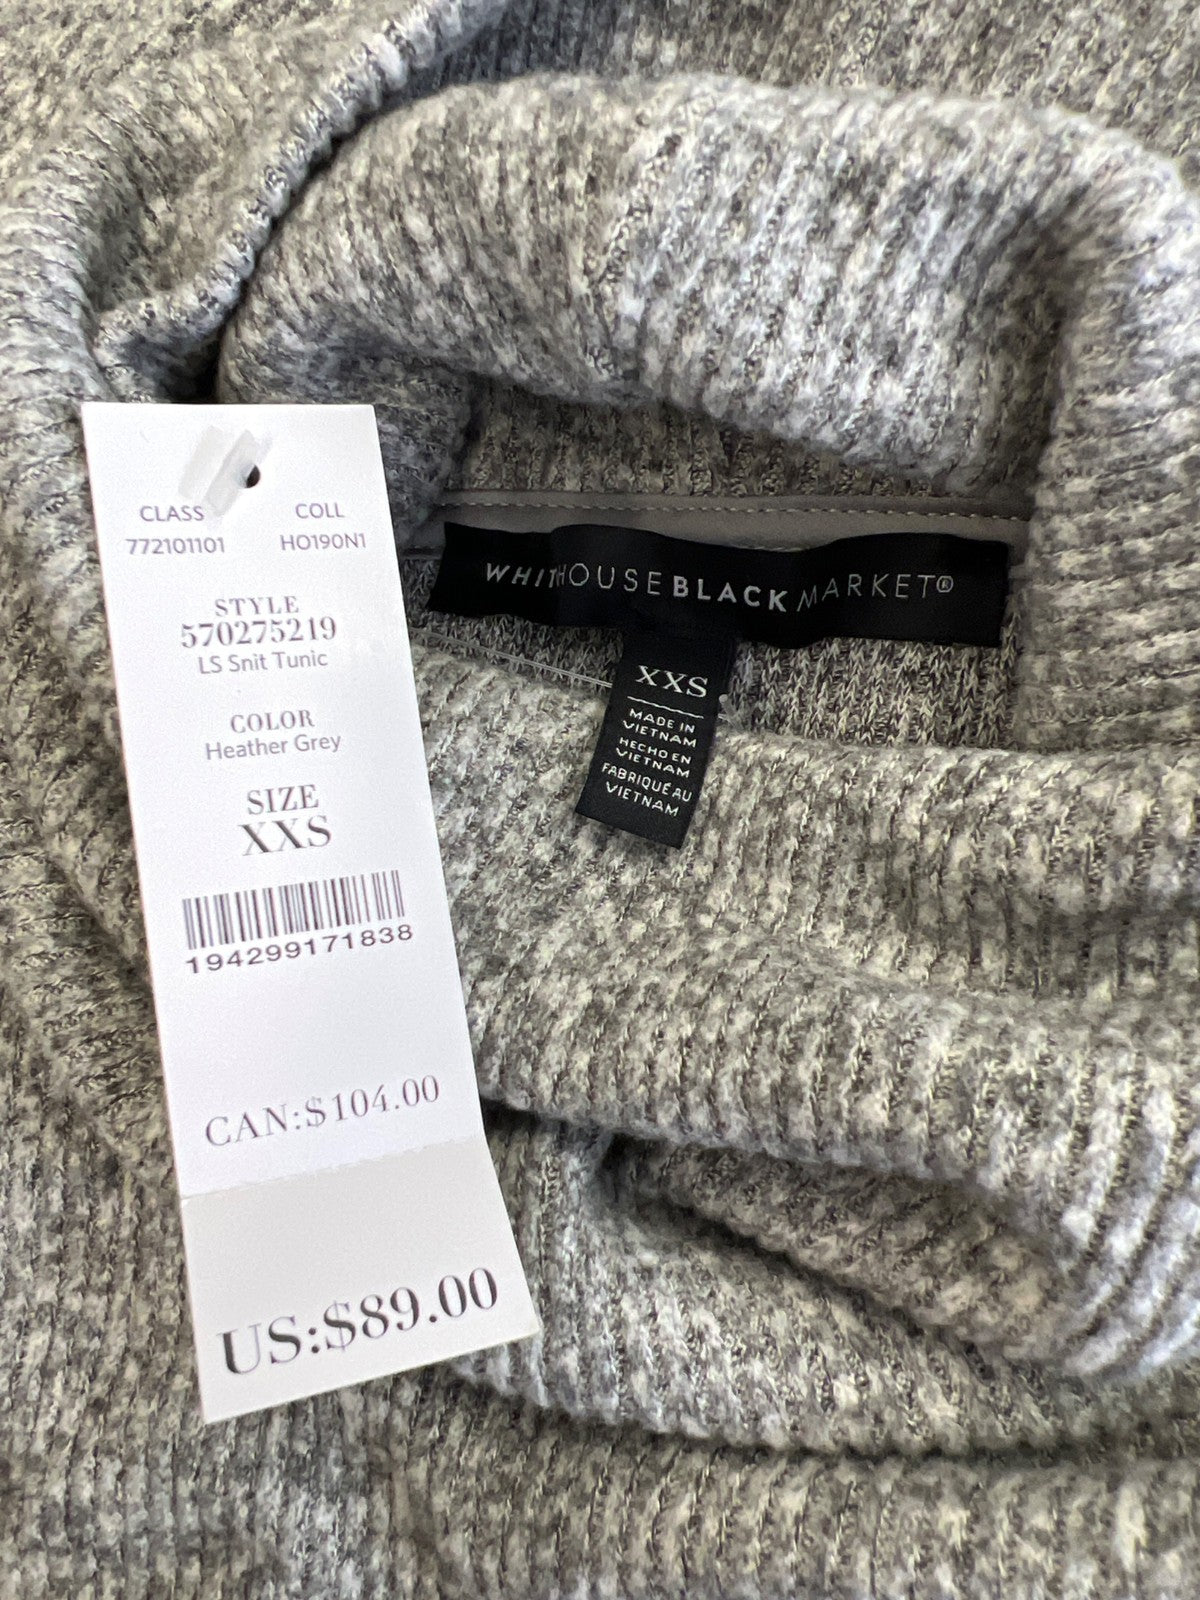 CLASS COLL
772101101 HO190N1
STYLE
570275219
LS Snit Tunic
COLOR
Heather Grey
SIZE
XXS
194299171838
CAN:$104.00
US:$89.00
WHITHOUSEBLACKMARKET®
XXS
MADE IN
VIETNAM
HECHO EN
VIETNAM
FABRIQUÉ AU
VIETNAM